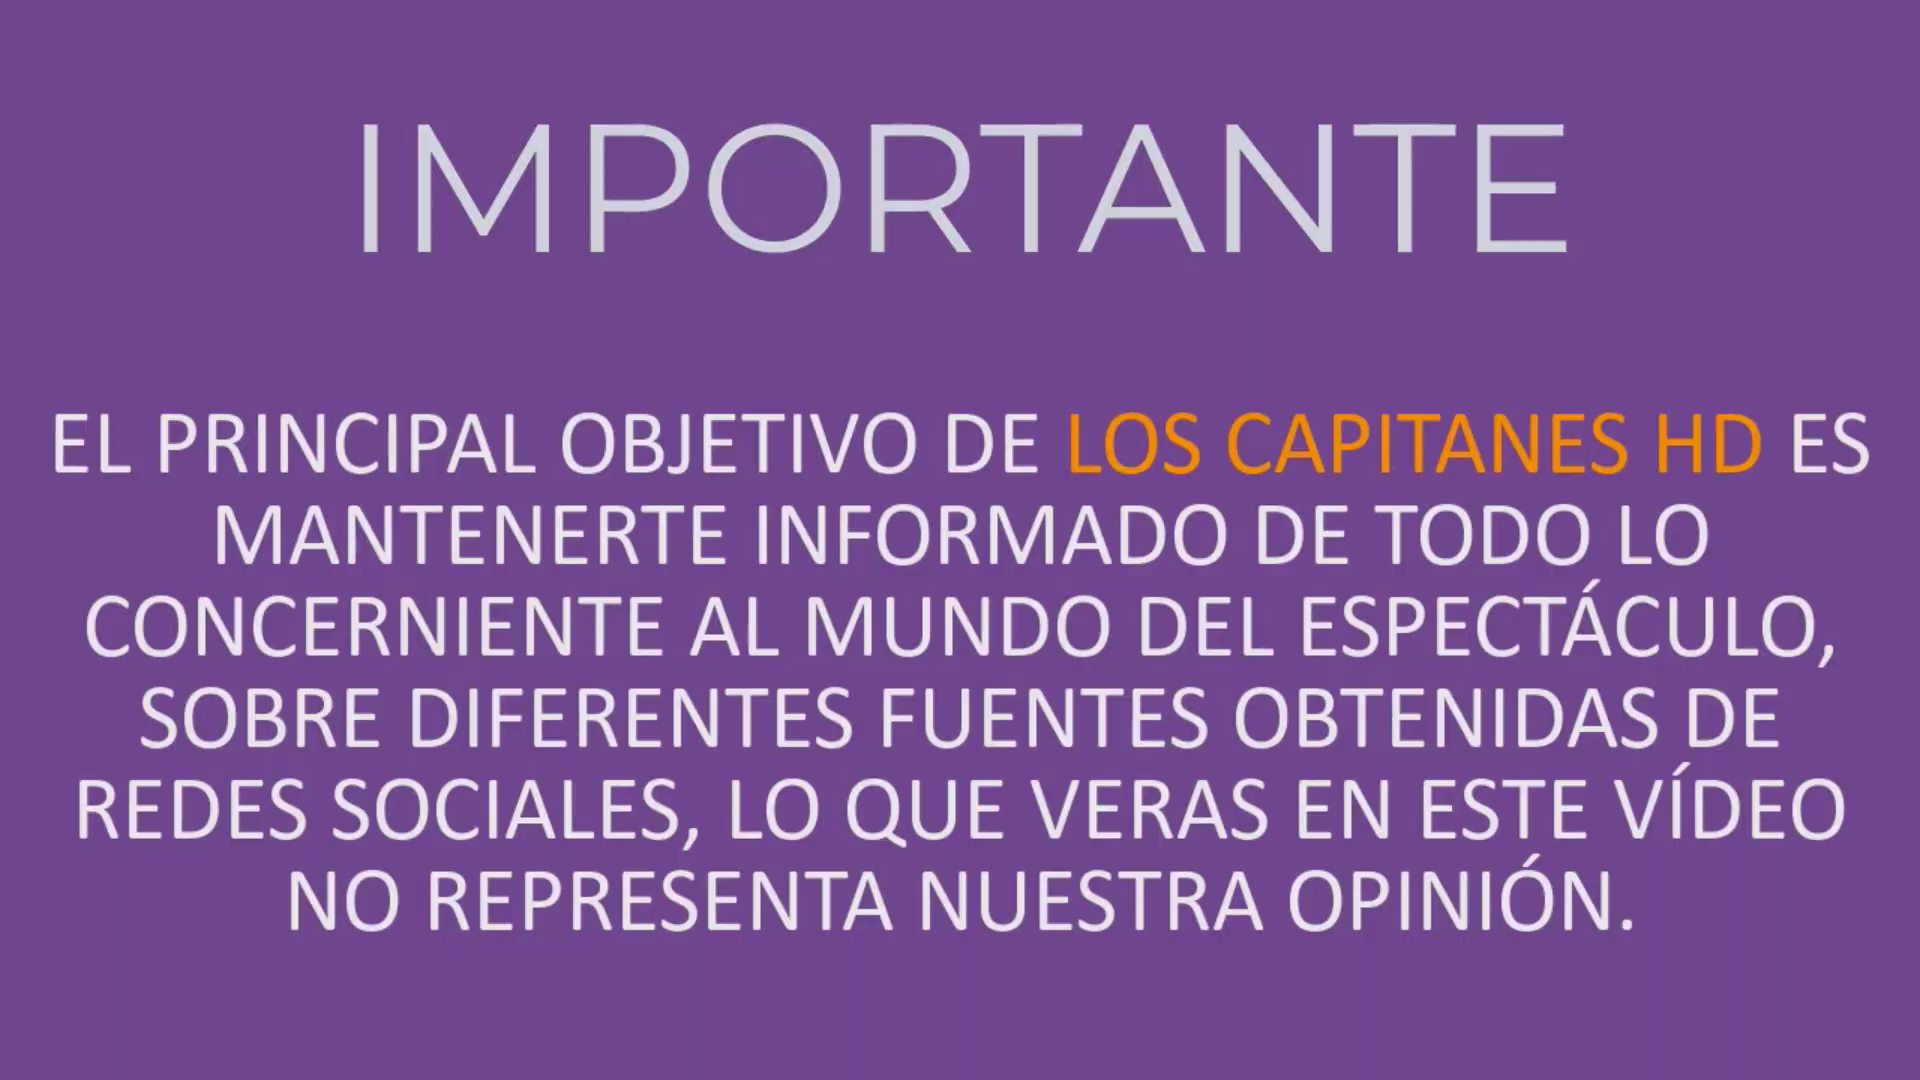 IMPORTANTE
EL PRINCIPAL OBJETIVO DE LOS CAPITANES HD ES
MANTENERTE INFORMADO DE TODO LO
CONCERNIENTE AL MUNDO DEL ESPECTÁCULO,
SOBRE DIFERENTES FUENTES OBTENIDAS DE
REDES SOCIALES, LO QUE VERAS EN ESTE VÍDEO
NO REPRESENTA NUESTRA OPINIÓN.